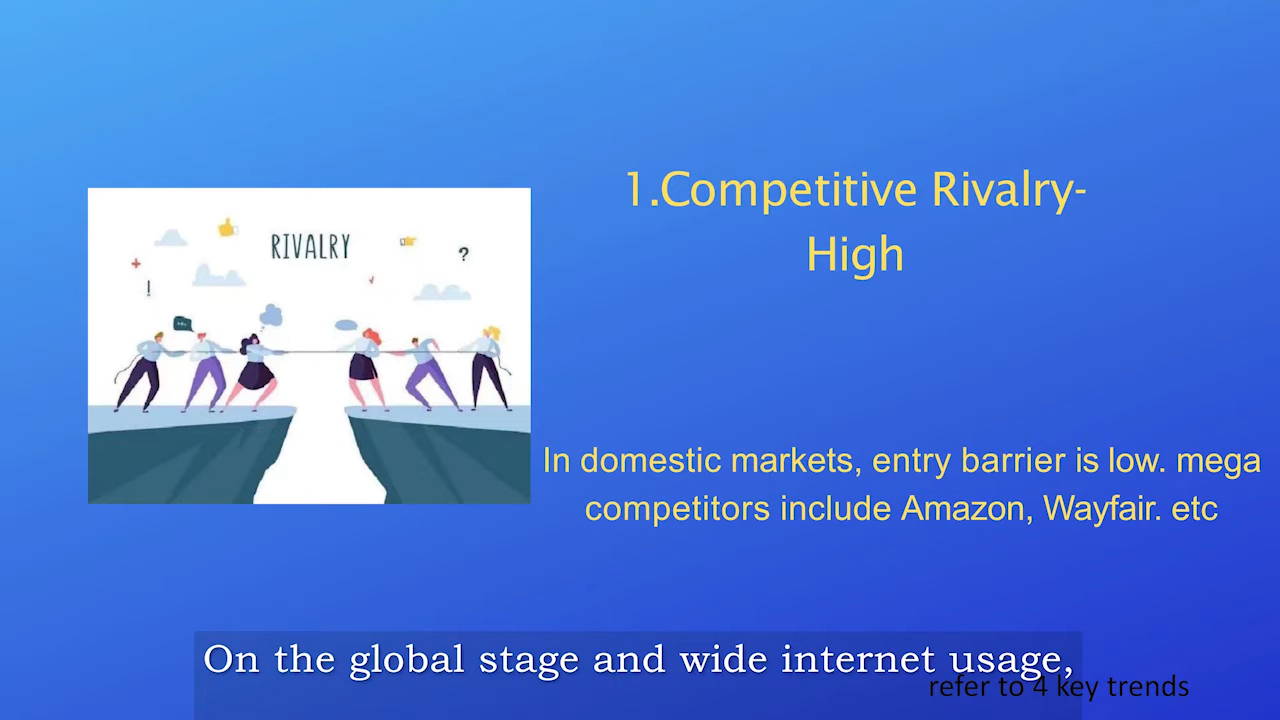 1.Competitive Rivalry-
High
RIVALRY
?
!
In domestic markets, entry barrier is low. mega
competitors include Amazon, Wayfair. etc
On the global stage and wide internet usage,
refer to 4 key trends